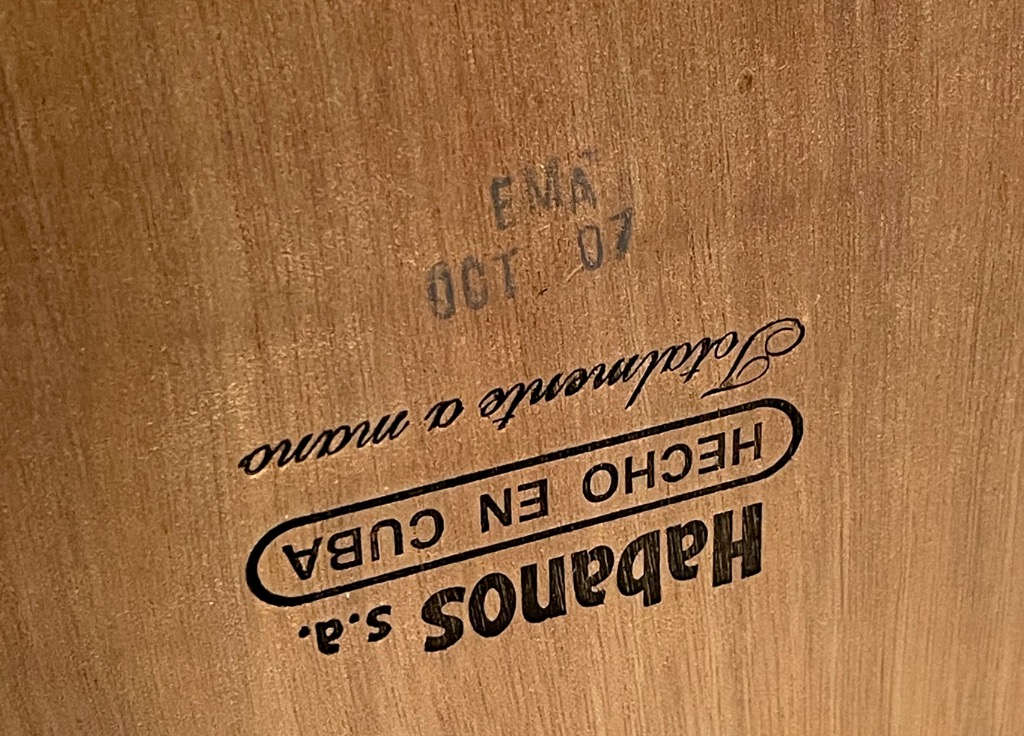 EMA
OCT 07
Habanos s.a.
HECHO EN CUBA
Totalmente a mano